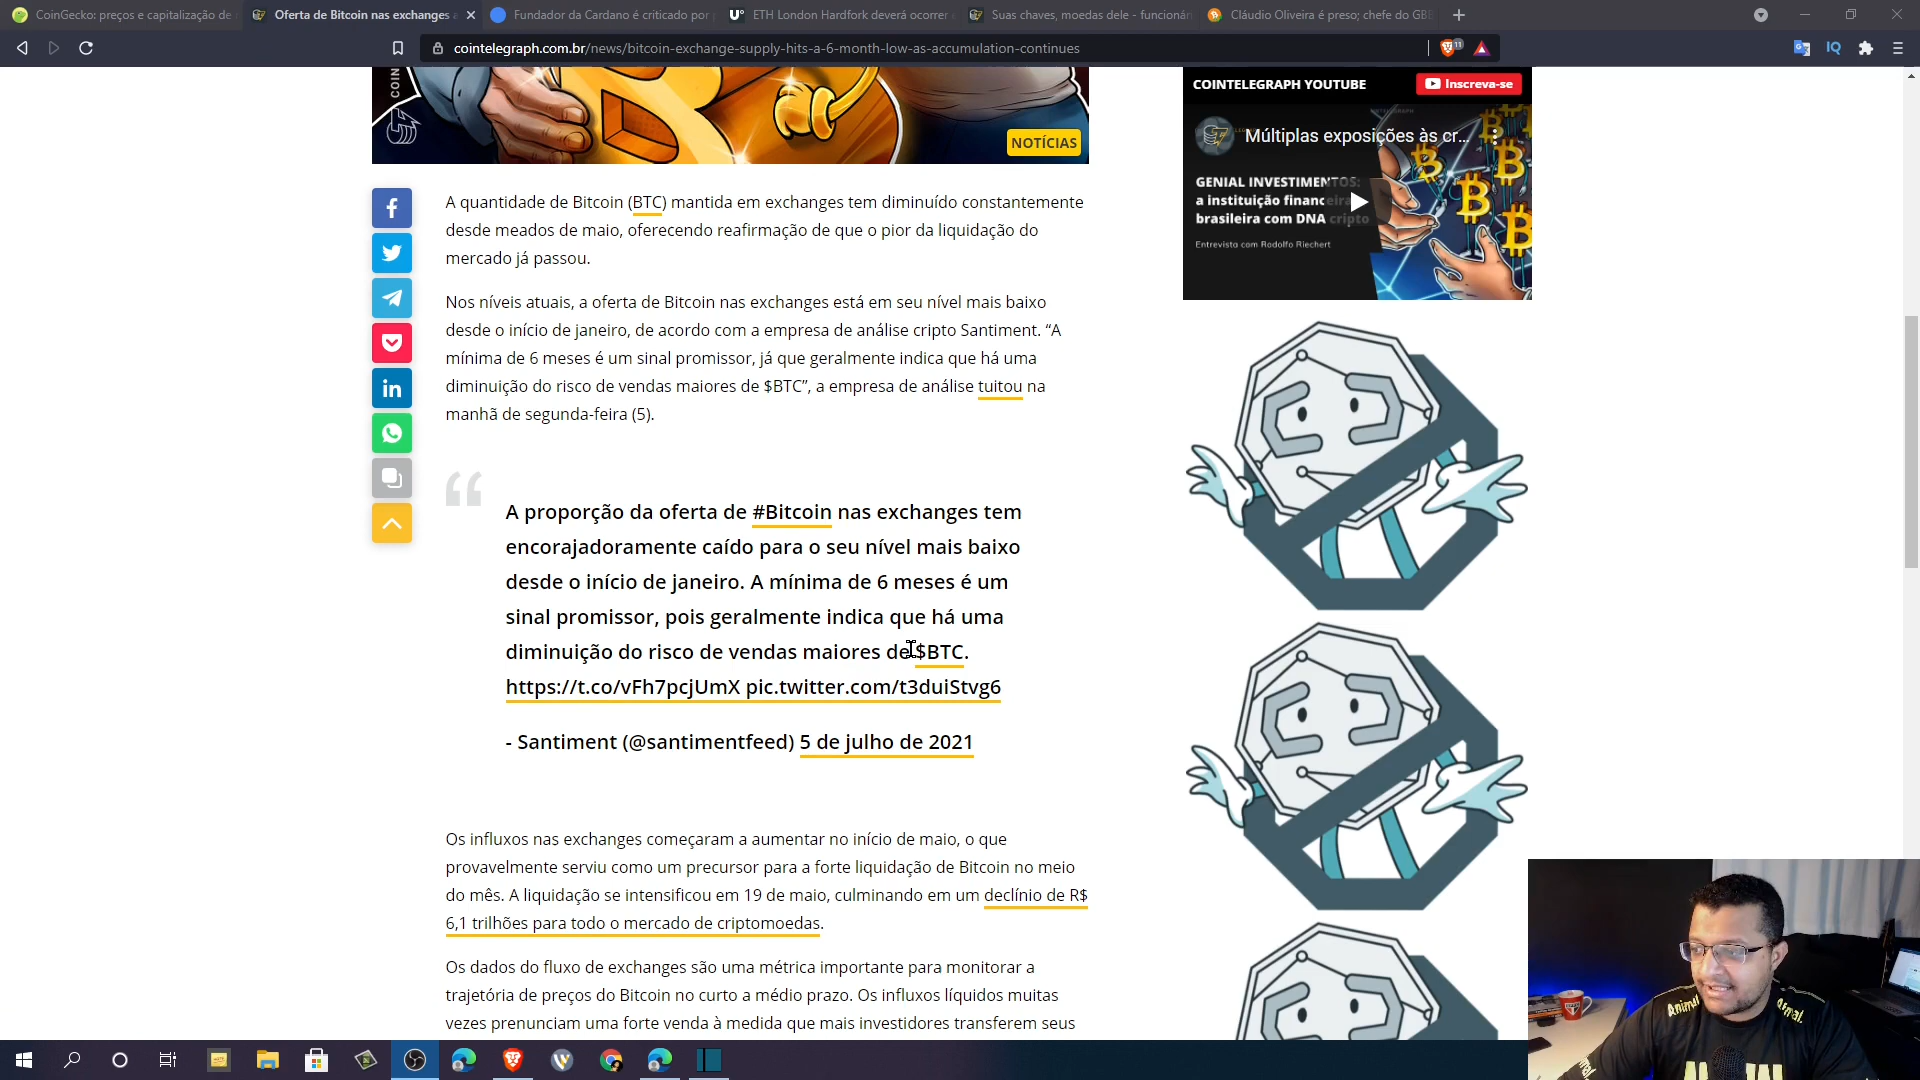 CoinGecko: preços e capitalização de
Oferta de Bitcoin nas exchanges
Fundador da Cardano é criticado por
ETH London Hardfork deverá ocorrer
Suas chaves, moedas dele - funcionár
Cláudio Oliveira é preso; chefe do GB
cointelegraph.com.br/news/bitcoin-exchange-supply-hits-a-6-month-low-as-accumulation-continues
11
IQ
COIN
NOTÍCIAS
COINTELEGRAPH YOUTUBE
Inscreva-se
Múltiplas exposições às cr...
GENIAL INVESTIMENTOS:
a instituição financeira
brasileira com DNA cripto
Entrevista com Rodolfo Riechert
A quantidade de Bitcoin (BTC) mantida em exchanges tem diminuído constantemente
desde meados de maio, oferecendo reafirmação de que o pior da liquidação do
mercado já passou.
Nos níveis atuais, a oferta de Bitcoin nas exchanges está em seu nível mais baixo
desde o início de janeiro, de acordo com a empresa de análise cripto Santiment. “A
mínima de 6 meses é um sinal promissor, já que geralmente indica que há uma
diminuição do risco de vendas maiores de $BTC”, a empresa de análise tuitou na
manhã de segunda-feira (5).
A proporção da oferta de #Bitcoin nas exchanges tem
encorajadoramente caído para o seu nível mais baixo
desde o início de janeiro. A mínima de 6 meses é um
sinal promissor, pois geralmente indica que há uma
diminuição do risco de vendas maiores de $BTC.
https://t.co/vFh7pcjUmX pic.twitter.com/t3duiStvg6
- Santiment (@santimentfeed) 5 de julho de 2021
Os influxos nas exchanges começaram a aumentar no início de maio, o que
provavelmente serviu como um precursor para a forte liquidação de Bitcoin no meio
do mês. A liquidação se intensificou em 19 de maio, culminando em um declínio de R$
6,1 trilhões para todo o mercado de criptomoedas.
Os dados do fluxo de exchanges são uma métrica importante para monitorar a
trajetória de preços do Bitcoin no curto a médio prazo. Os influxos líquidos muitas
vezes prenunciam uma forte venda à medida que mais investidores transferem seus